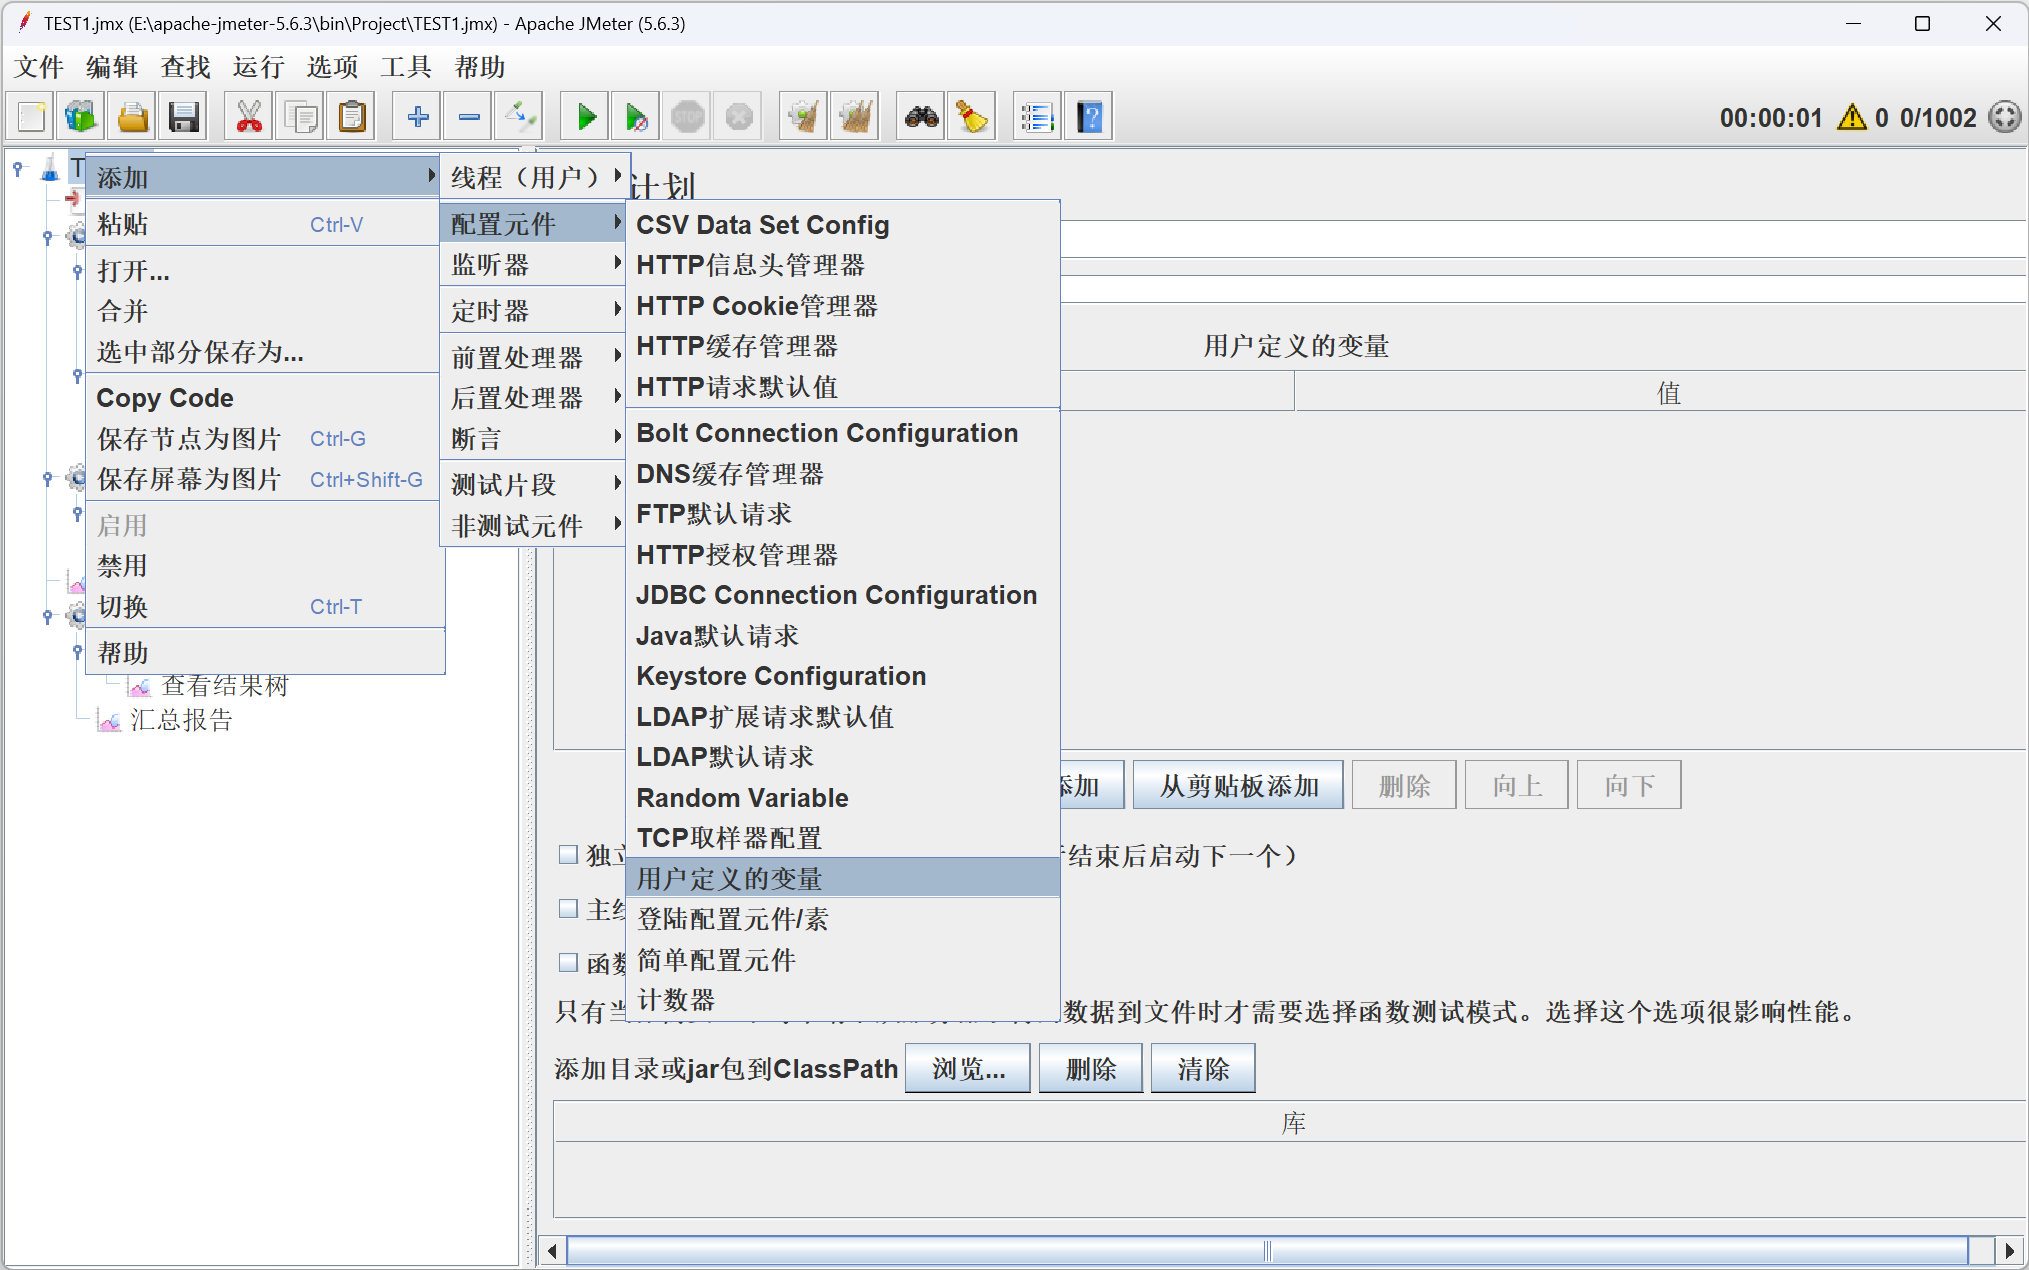 TEST1.jmx (E:\apache-jmeter-5.6.3\bin\Project\TEST1.jmx) - Apache JMeter (5.6.3)
文件 编辑 查找 运行 选项 工具 帮助
STOP
00:00:01 0 0/1002
T
添加
粘贴 Ctrl-V
打开...
合并
选中部分保存为...
Copy Code
保存节点为图片 Ctrl-G
保存屏幕为图片 Ctrl+Shift-G
启用
禁用
切换 Ctrl-T
帮助
查看结果树
汇总报告
线程（用户）
配置元件
监听器
定时器
前置处理器
后置处理器
断言
测试片段
非测试元件
CSV Data Set Config
HTTP信息头管理器
HTTP Cookie管理器
HTTP缓存管理器
HTTP请求默认值
Bolt Connection Configuration
DNS缓存管理器
FTP默认请求
HTTP授权管理器
JDBC Connection Configuration
Java默认请求
Keystore Configuration
LDAP扩展请求默认值
LDAP默认请求
Random Variable
TCP取样器配置
用户定义的变量
登陆配置元件/素
简单配置元件
计数器
计划
用户定义的变量
值
添加 从剪贴板添加 删除 向上 向下
独立 结束后启动下一个）
主线
函数
只有当 数据到文件时才需要选择函数测试模式。选择这个选项很影响性能。
添加目录或jar包到ClassPath 浏览... 删除 清除
库